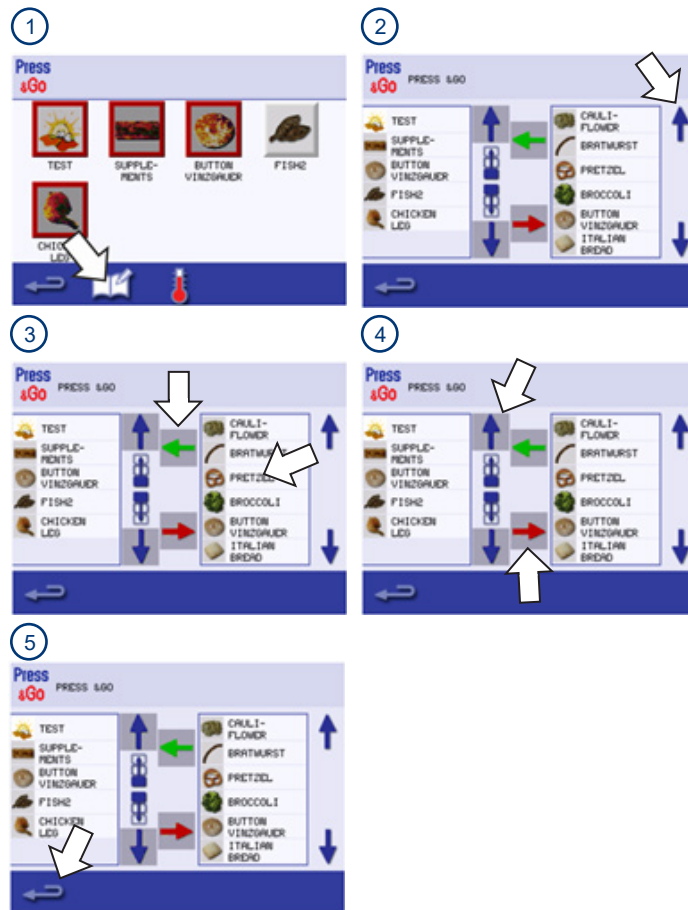 1
Press
&Go
TEST
SUPPLE-
MENTS
BUTTON
VINZGAUER
FISH2
CHICKEN
LEG
2
Press
&Go PRESS &GO
TEST
SUPPLE-
MENTS
BUTTON
VINZGAUER
FISH2
CHICKEN
LEG
CAULI-
FLOWER
BRATWURST
PRETZEL
BROCCOLI
BUTTON
VINZGAUER
ITALIAN
BREAD
3
Press
&Go PRESS &GO
TEST
SUPPLE-
MENTS
BUTTON
VINZGAUER
FISH2
CHICKEN
LEG
CAULI-
FLOWER
BRATWURST
PRETZEL
BROCCOLI
BUTTON
VINZGAUER
ITALIAN
BREAD
4
Press
&Go PRESS &GO
TEST
SUPPLE-
MENTS
BUTTON
VINZGAUER
FISH2
CHICKEN
LEG
CAULI-
FLOWER
BRATWURST
PRETZEL
BROCCOLI
BUTTON
VINZGAUER
ITALIAN
BREAD
5
Press
&Go PRESS &GO
TEST
SUPPLE-
MENTS
BUTTON
VINZGAUER
FISH2
CHICKEN
LEG
CAULI-
FLOWER
BRATWURST
PRETZEL
BROCCOLI
BUTTON
VINZGAUER
ITALIAN
BREAD